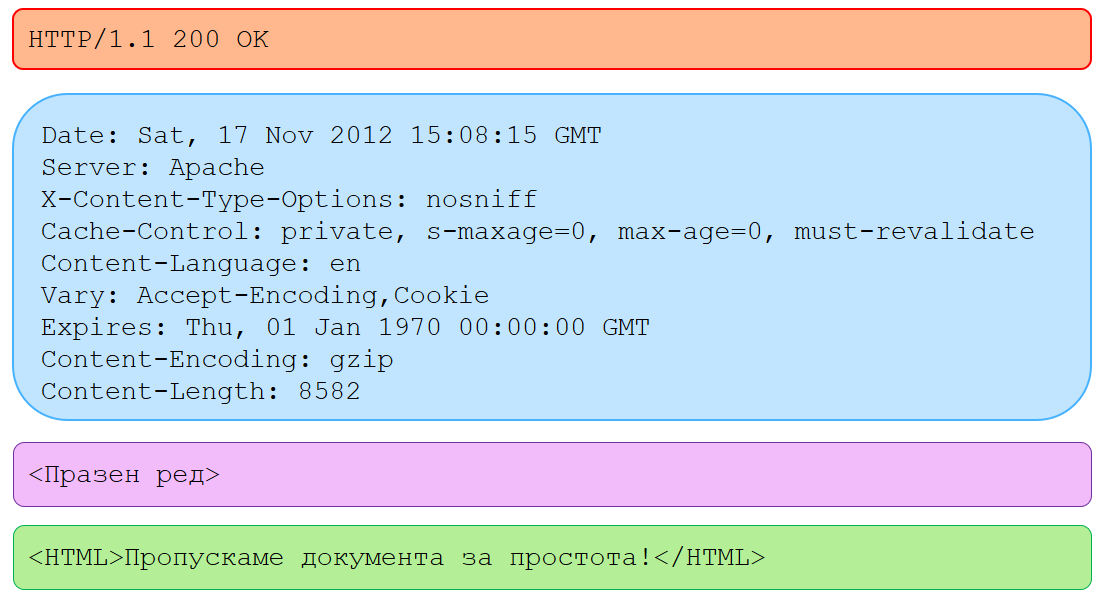 HTTP/1.1 200 OK
Date: Sat, 17 Nov 2012 15:08:15 GMT
Server: Apache
X-Content-Type-Options: nosniff
Cache-Control: private, s-maxage=0, max-age=0, must-revalidate
Content-Language: en
Vary: Accept-Encoding,Cookie
Expires: Thu, 01 Jan 1970 00:00:00 GMT
Content-Encoding: gzip
Content-Length: 8582
<Празен ред>
<HTML>Пропускаме документа за простота!</HTML>